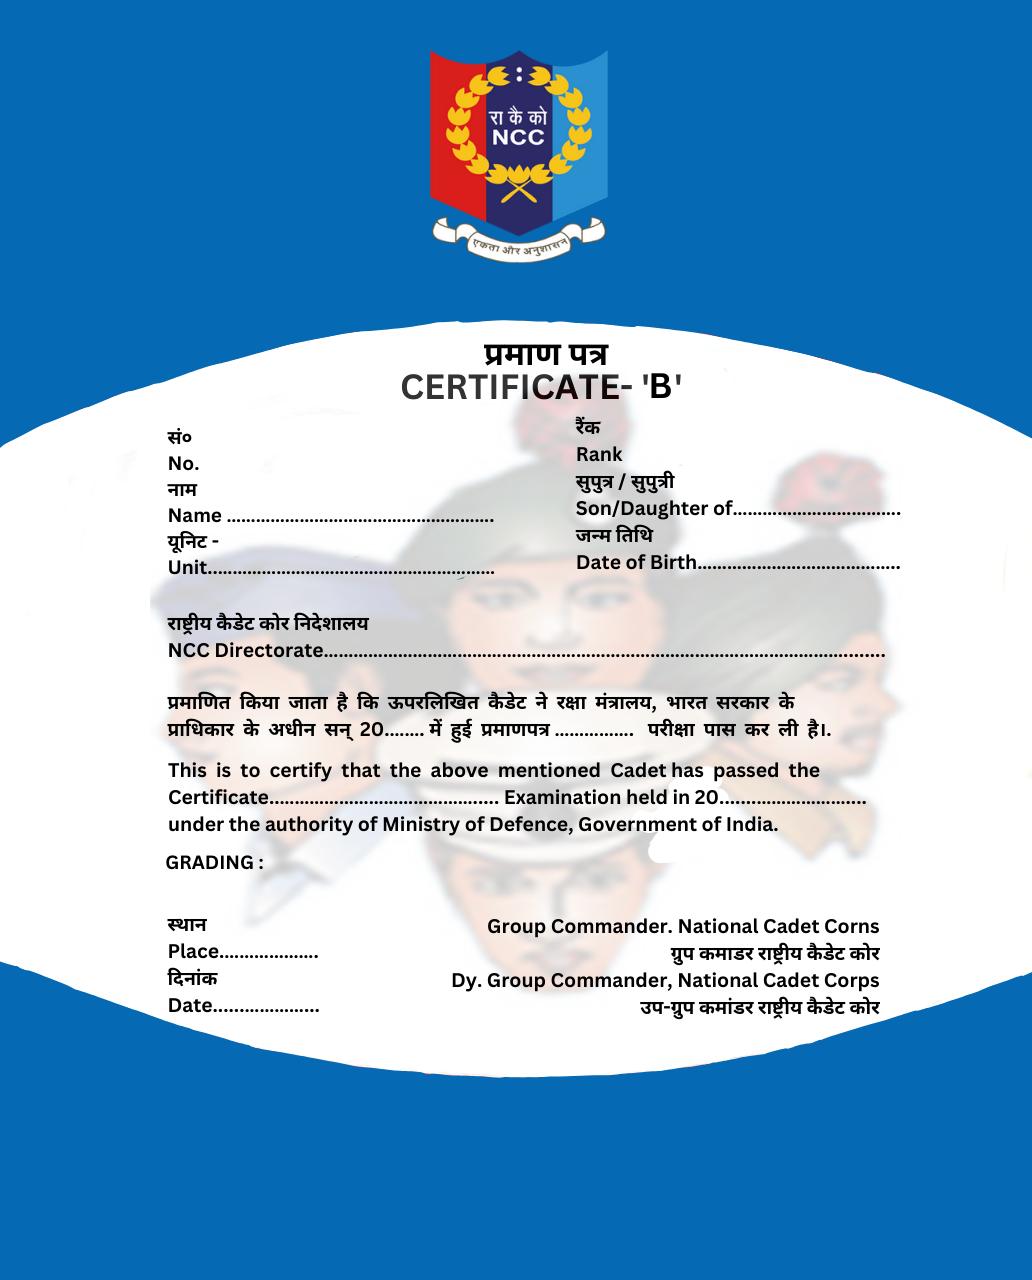 रा कै को
NCC
एकता और अनुशासन
प्रमाण पत्र
CERTIFICATE- 'B'
सं०
No.
नाम
Name .......................................................
यूनिट -
Unit...........................................................
रैंक
Rank
सुपुत्र / सुपुत्री
Son/Daughter of..................................
जन्म तिथि
Date of Birth..........................................
राष्ट्रीय कैडेट कोर निदेशालय
NCC Directorate....................................................................................................................
प्रमाणित किया जाता है कि ऊपरलिखित कैडेट ने रक्षा मंत्रालय, भारत सरकार के
प्राधिकार के अधीन सन् 20........ में हुई प्रमाणपत्र ................ परीक्षा पास कर ली है।.
This is to certify that the above mentioned Cadet has passed the
Certificate............................................... Examination held in 20..............................
under the authority of Ministry of Defence, Government of India.
GRADING :
स्थान
Place....................
दिनांक
Date......................
Group Commander. National Cadet Corns
ग्रुप कमाडर राष्ट्रीय कैडेट कोर
Dy. Group Commander, National Cadet Corps
उप-ग्रुप कमांडर राष्ट्रीय कैडेट कोर